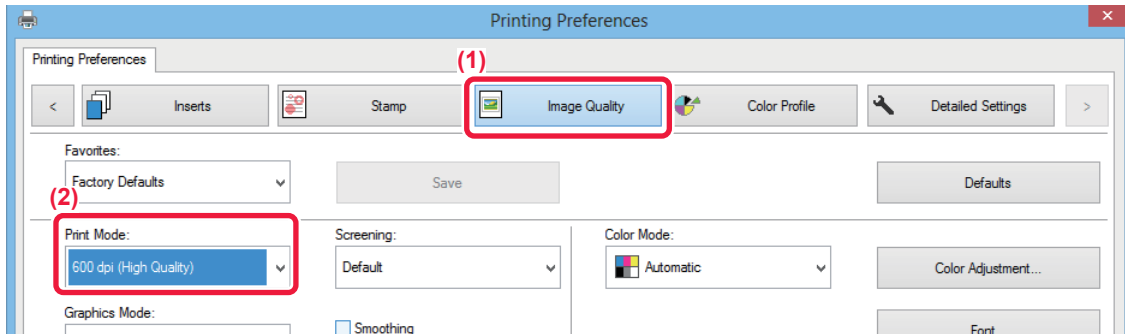 Printing Preferences
Printing Preferences
(1)
< Inserts Stamp Image Quality Color Profile Detailed Settings >
Favorites:
Factory Defaults Save Defaults
(2)
Print Mode: Screening: Color Mode:
600 dpi (High Quality) Default Automatic Color Adjustment...
Graphics Mode: Smoothing Font